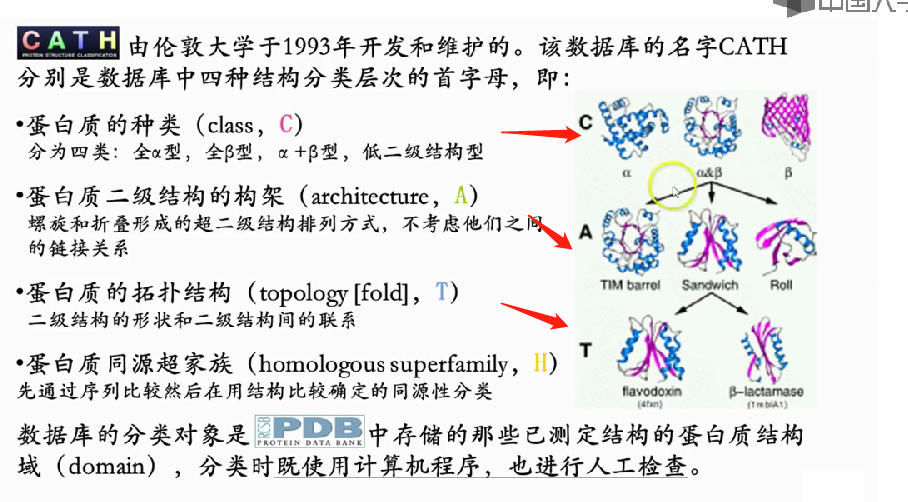 中国大学
CATH 由伦敦大学于1993年开发和维护的。该数据库的名字CATH
PROTEIN STRUCTURE CLASSIFICATION
分别是数据库中四种结构分类层次的首字母，即：
•蛋白质的种类（class，C）
分为四类：全α型，全β型，α+β型，低二级结构型
•蛋白质二级结构的构架（architecture，A）
螺旋和折叠形成的超二级结构排列方式，不考虑他们之间
的链接关系
•蛋白质的拓扑结构（topology [fold]，T）
二级结构的形状和二级结构间的联系
•蛋白质同源超家族（homologous superfamily，H）
先通过序列比较然后在用结构比较确定的同源性分类
C
α α&β β
A
TIM barrel Sandwich Roll
T
flavodoxin β-lactamase
(4fxn) (1mblA1)
数据库的分类对象是 RCSB PDB 中存储的那些已测定结构的蛋白质结构
PROTEIN DATA BANK
域（domain），分类时既使用计算机程序，也进行人工检查。